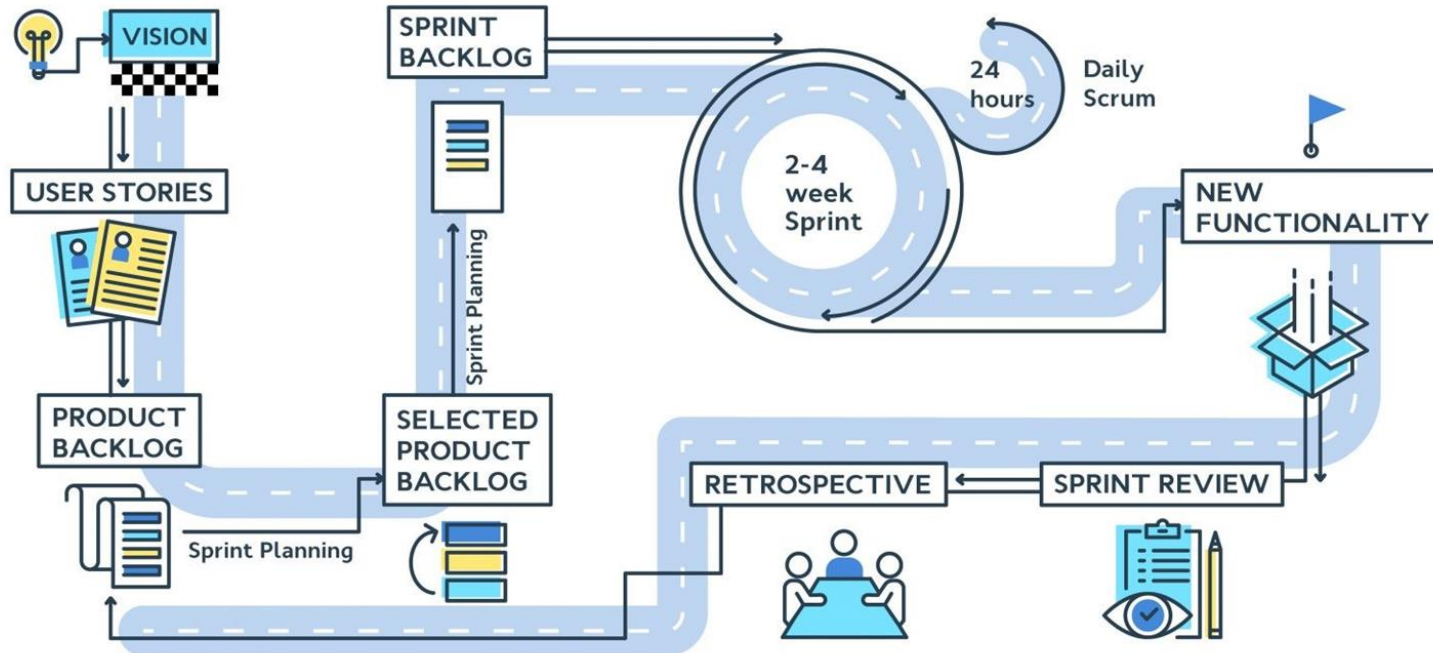 VISION
USER STORIES
PRODUCT
BACKLOG
Sprint Planning
SELECTED
PRODUCT
BACKLOG
Sprint Planning
SPRINT
BACKLOG
2-4
week
Sprint
24
hours
Daily
Scrum
NEW
FUNCTIONALITY
SPRINT REVIEW
RETROSPECTIVE